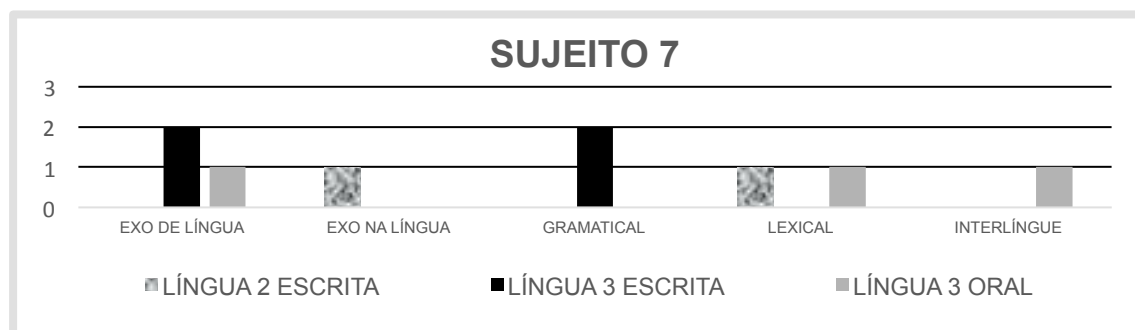 SUJEITO 7
3
2
1
0
EXO DE LÍNGUA EXO NA LÍNGUA GRAMATICAL LEXICAL INTERLÍNGUE
LÍNGUA 2 ESCRITA LÍNGUA 3 ESCRITA LÍNGUA 3 ORAL